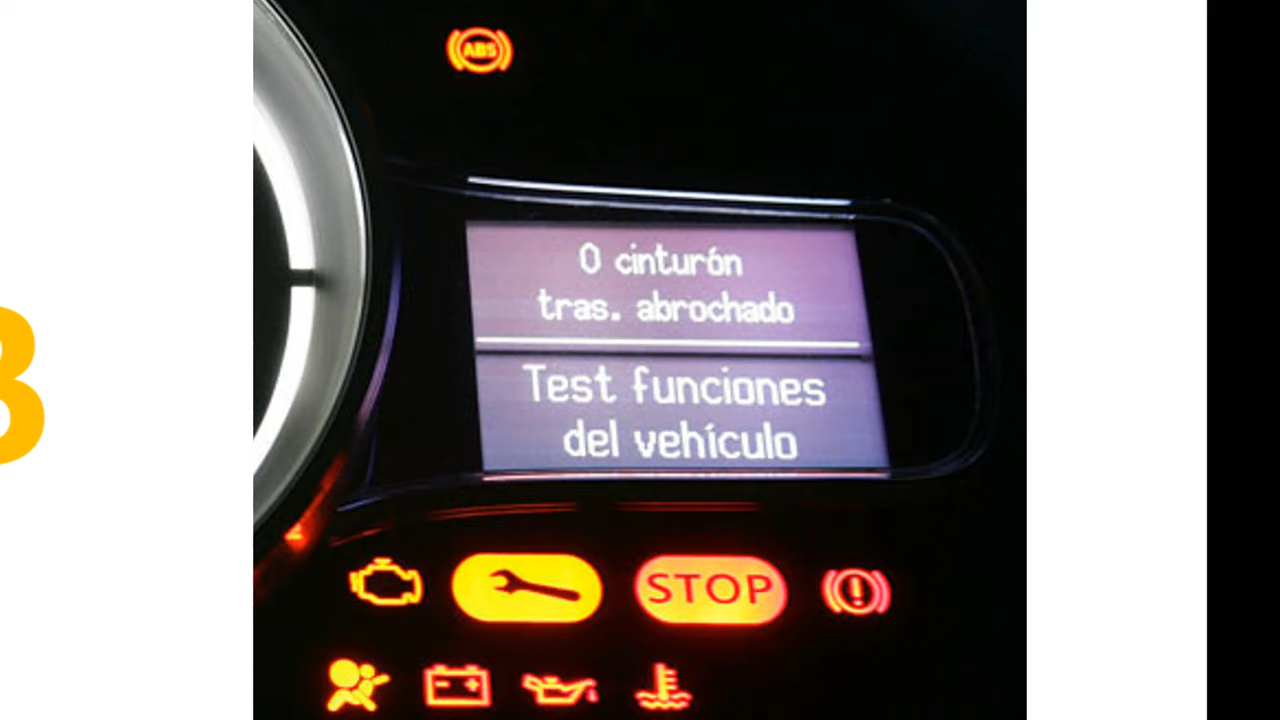 ABS
0 cinturón
tras. abrochado
Test funciones
del vehículo
STOP